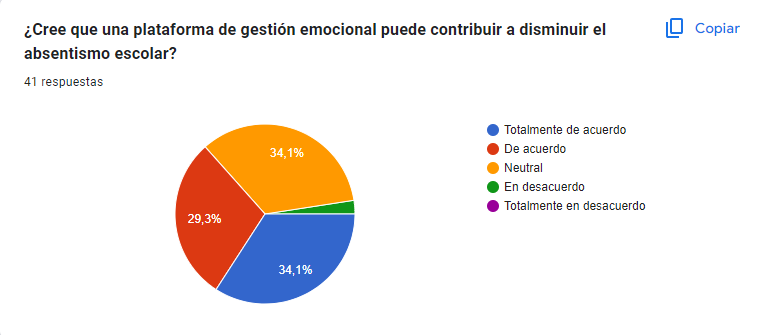 ¿Cree que una plataforma de gestión emocional puede contribuir a disminuir el
absentismo escolar?
Copiar
41 respuestas
34,1%
29,3%
34,1%
Totalmente de acuerdo
De acuerdo
Neutral
En desacuerdo
Totalmente en desacuerdo